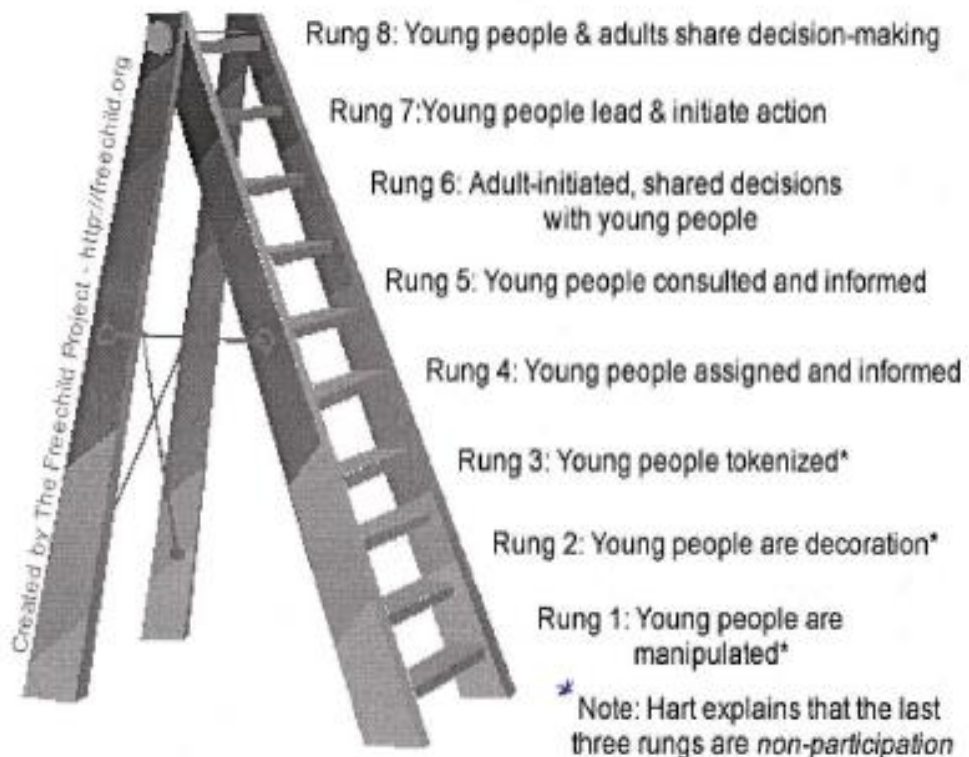 Rung 8: Young people & adults share decision-making
Rung 7:Young people lead & initiate action
Rung 6: Adult-initiated, shared decisions
with young people
Rung 5: Young people consulted and informed
Rung 4: Young people assigned and informed
Rung 3: Young people tokenized*
Rung 2: Young people are decoration*
Rung 1: Young people are
manipulated*
* Note: Hart explains that the last
three rungs are non-participation
Created by The Freechild Project - http://freechild.org